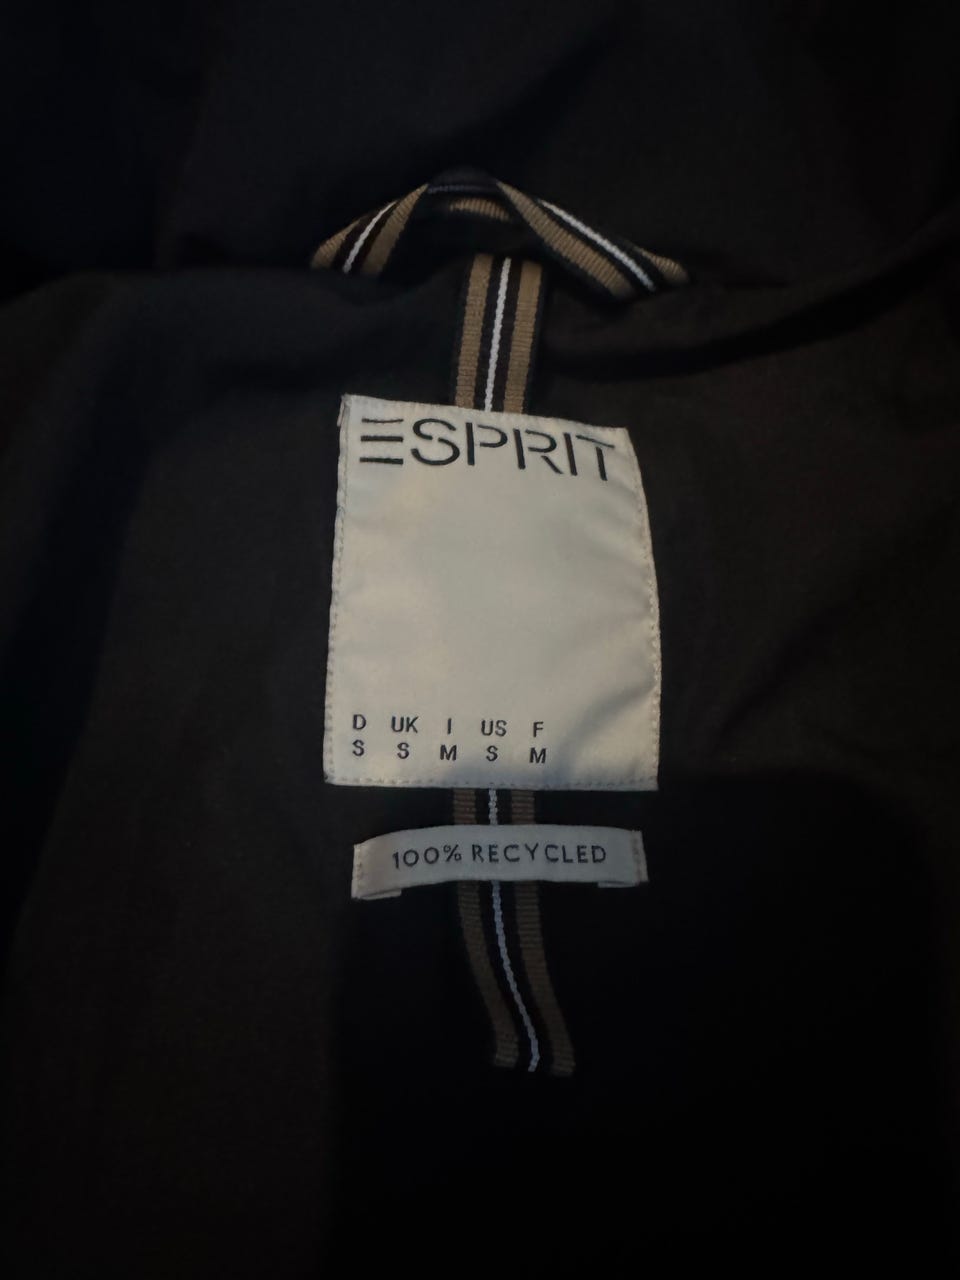 ESPRIT
D UK I US F
S S M S M
100% RECYCLED